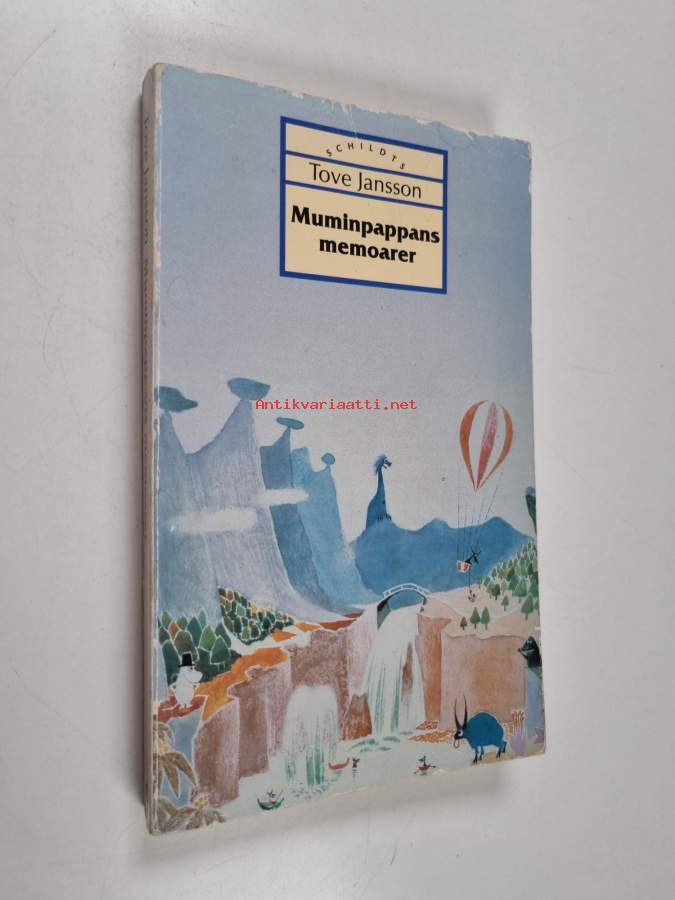 SCHILDTS
Tove Jansson
Muminpappans
memoarer
Antikvariaatti.net